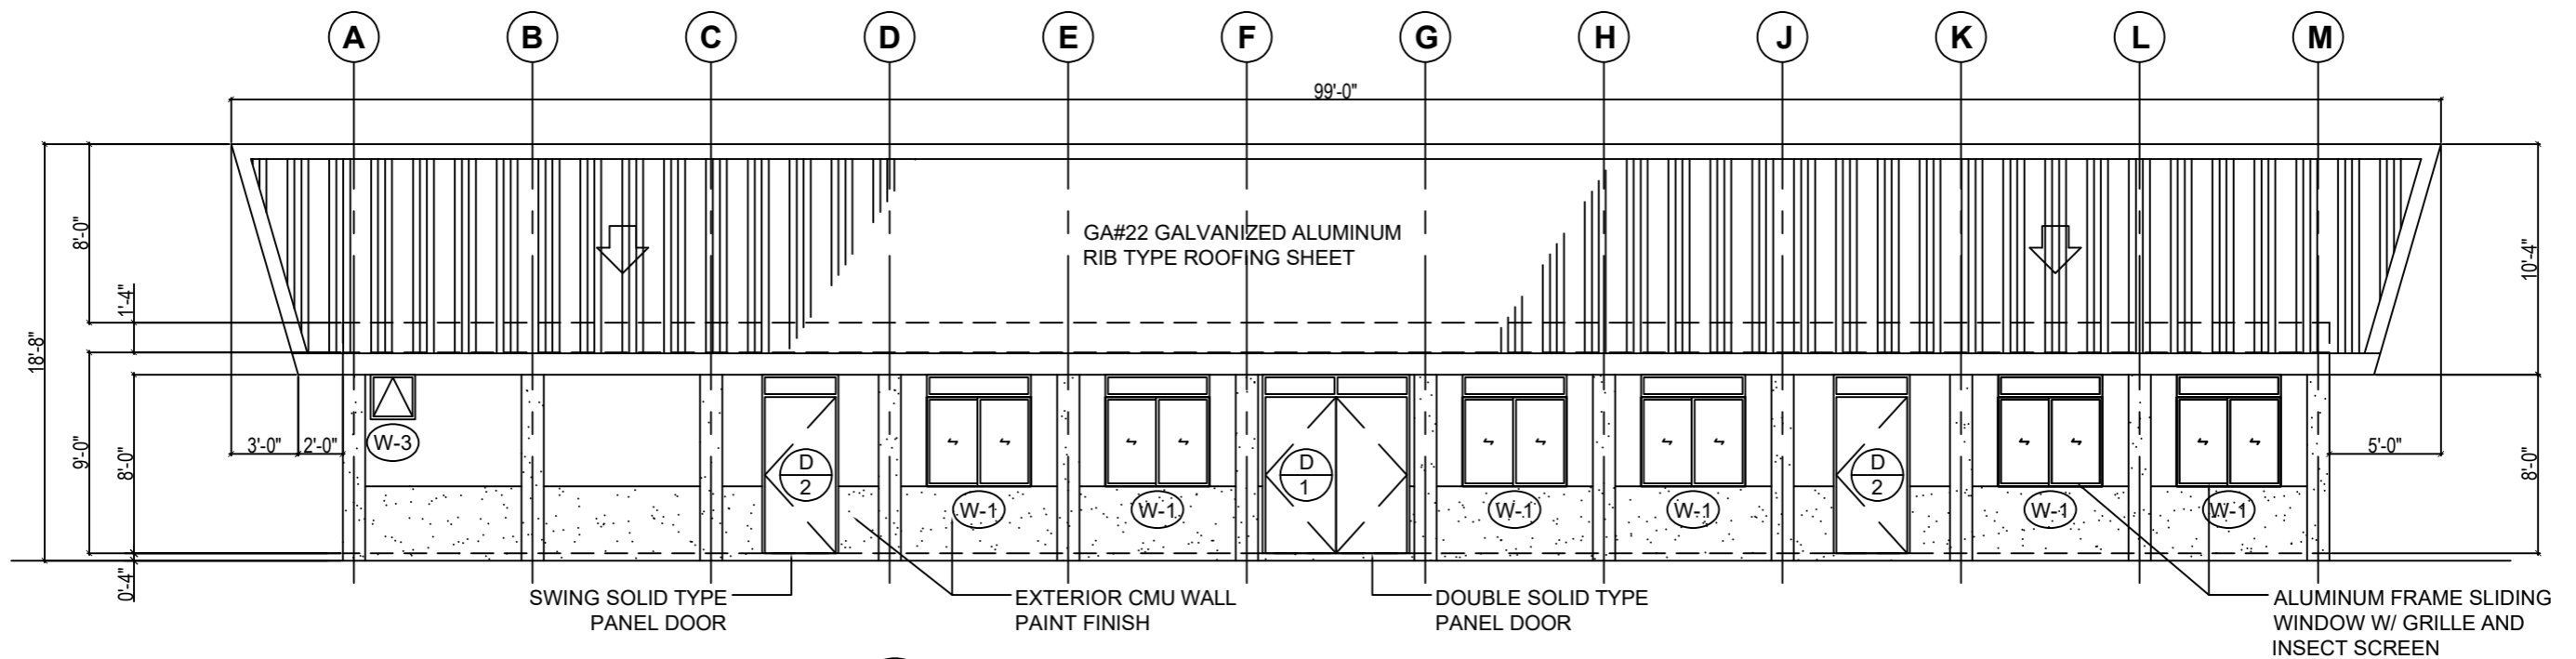 A B C D E F G H J K L M
99'-0"
8'-0"
1'-4"
18'-8"
9'-0"
8'-0"
0'-4"
3'-0" 2'-0"
GA#22 GALVANIZED ALUMINUM
RIB TYPE ROOFING SHEET
10'-4"
8'-0"
5'-0"
W-3
D
2
W-1
W-1
D
1
W-1
W-1
D
2
W-1
W-1
SWING SOLID TYPE
PANEL DOOR
EXTERIOR CMU WALL
PAINT FINISH
DOUBLE SOLID TYPE
PANEL DOOR
ALUMINUM FRAME SLIDING
WINDOW W/ GRILLE AND
INSECT SCREEN